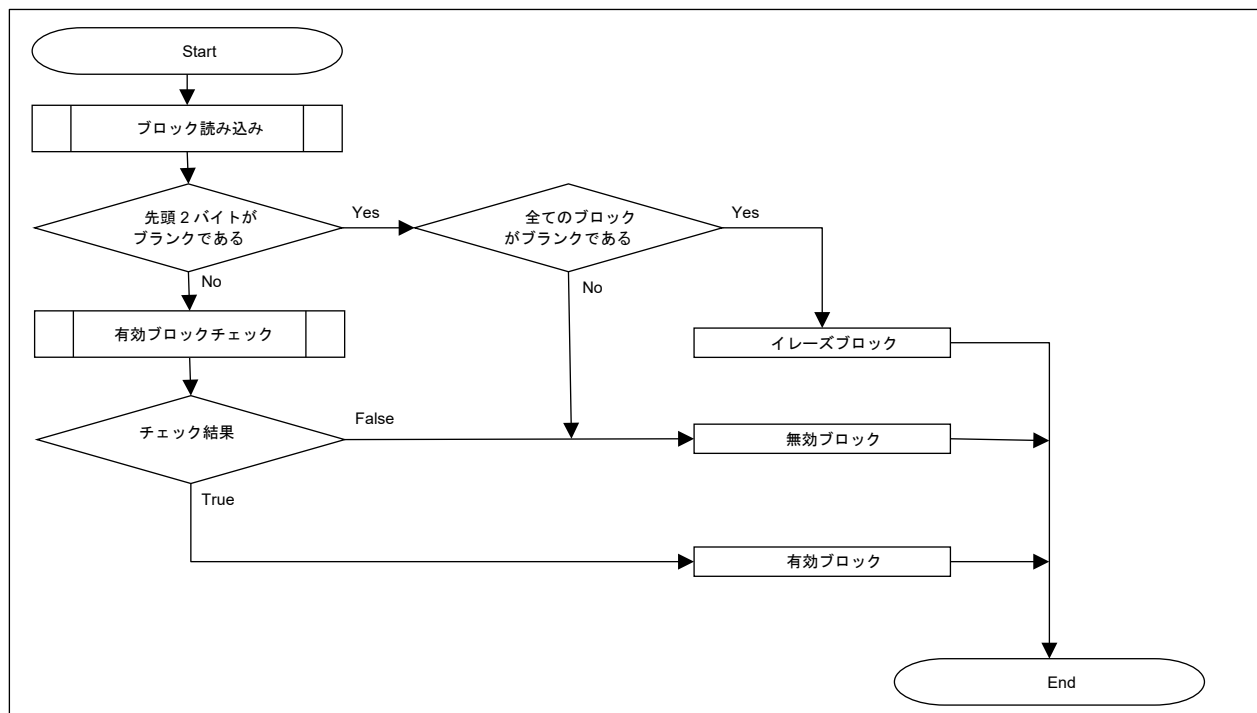 Start
ブロック読み込み
先頭 2 バイトが
ブランクである
Yes
全てのブロック
がブランクである
Yes
No
No
有効ブロックチェック
イレーズブロック
チェック結果
False
無効ブロック
True
有効ブロック
End